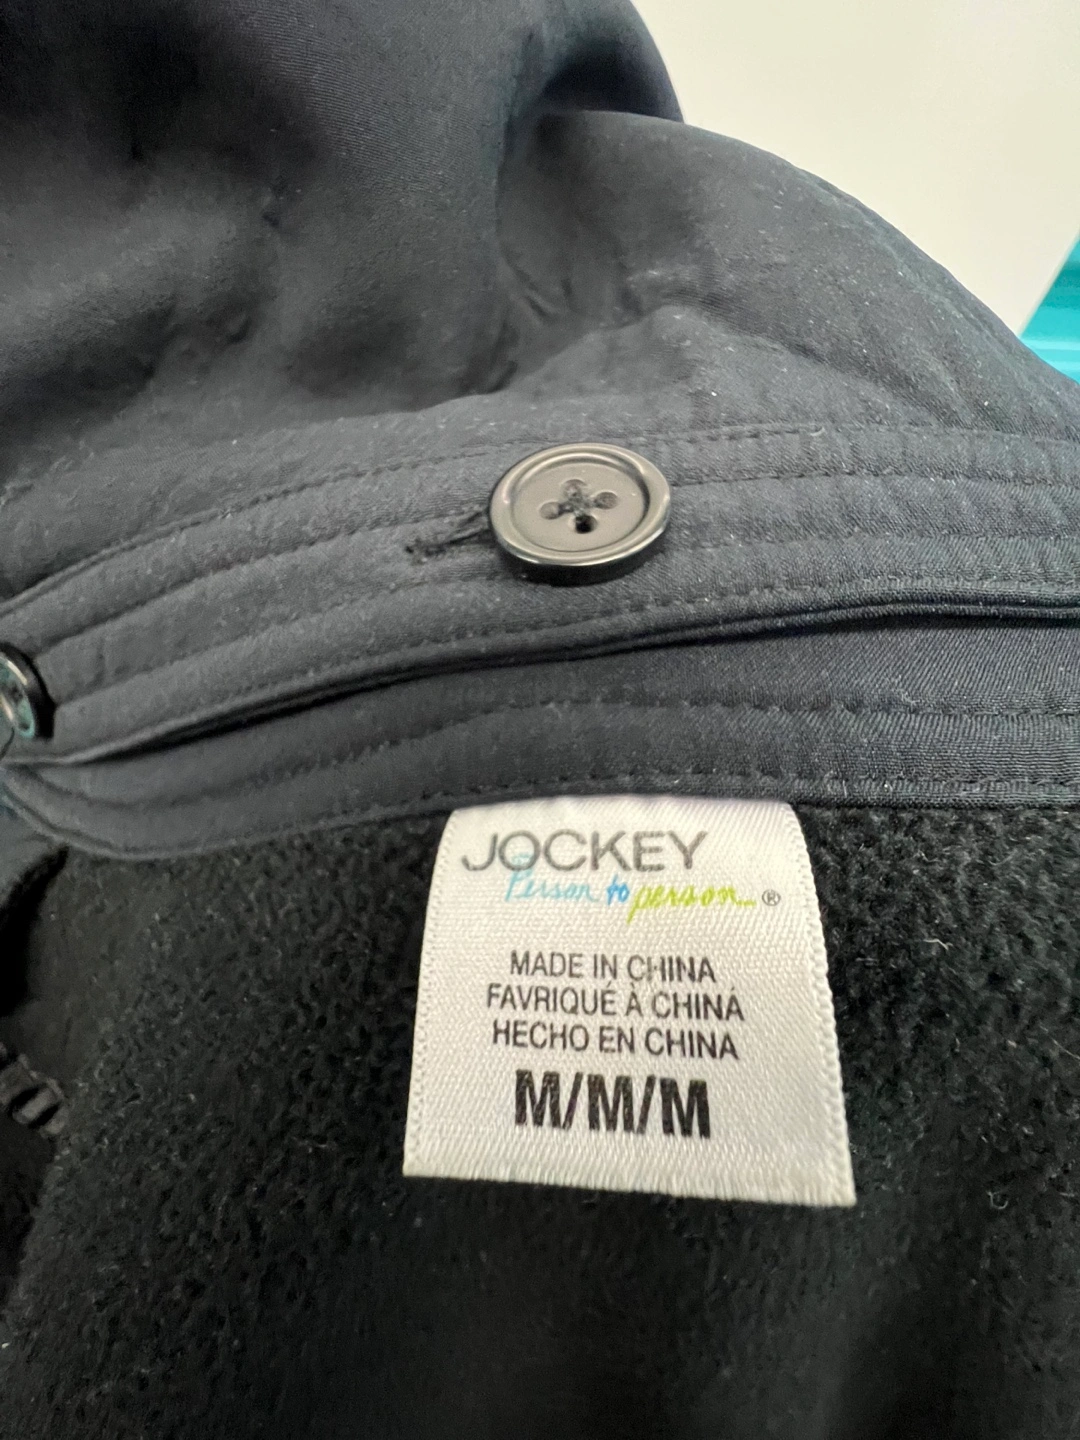 JOCKEY
Person to person...®
MADE IN CHINA
FAVRIQUÉ À CHINÁ
HECHO EN CHINA
M/M/M